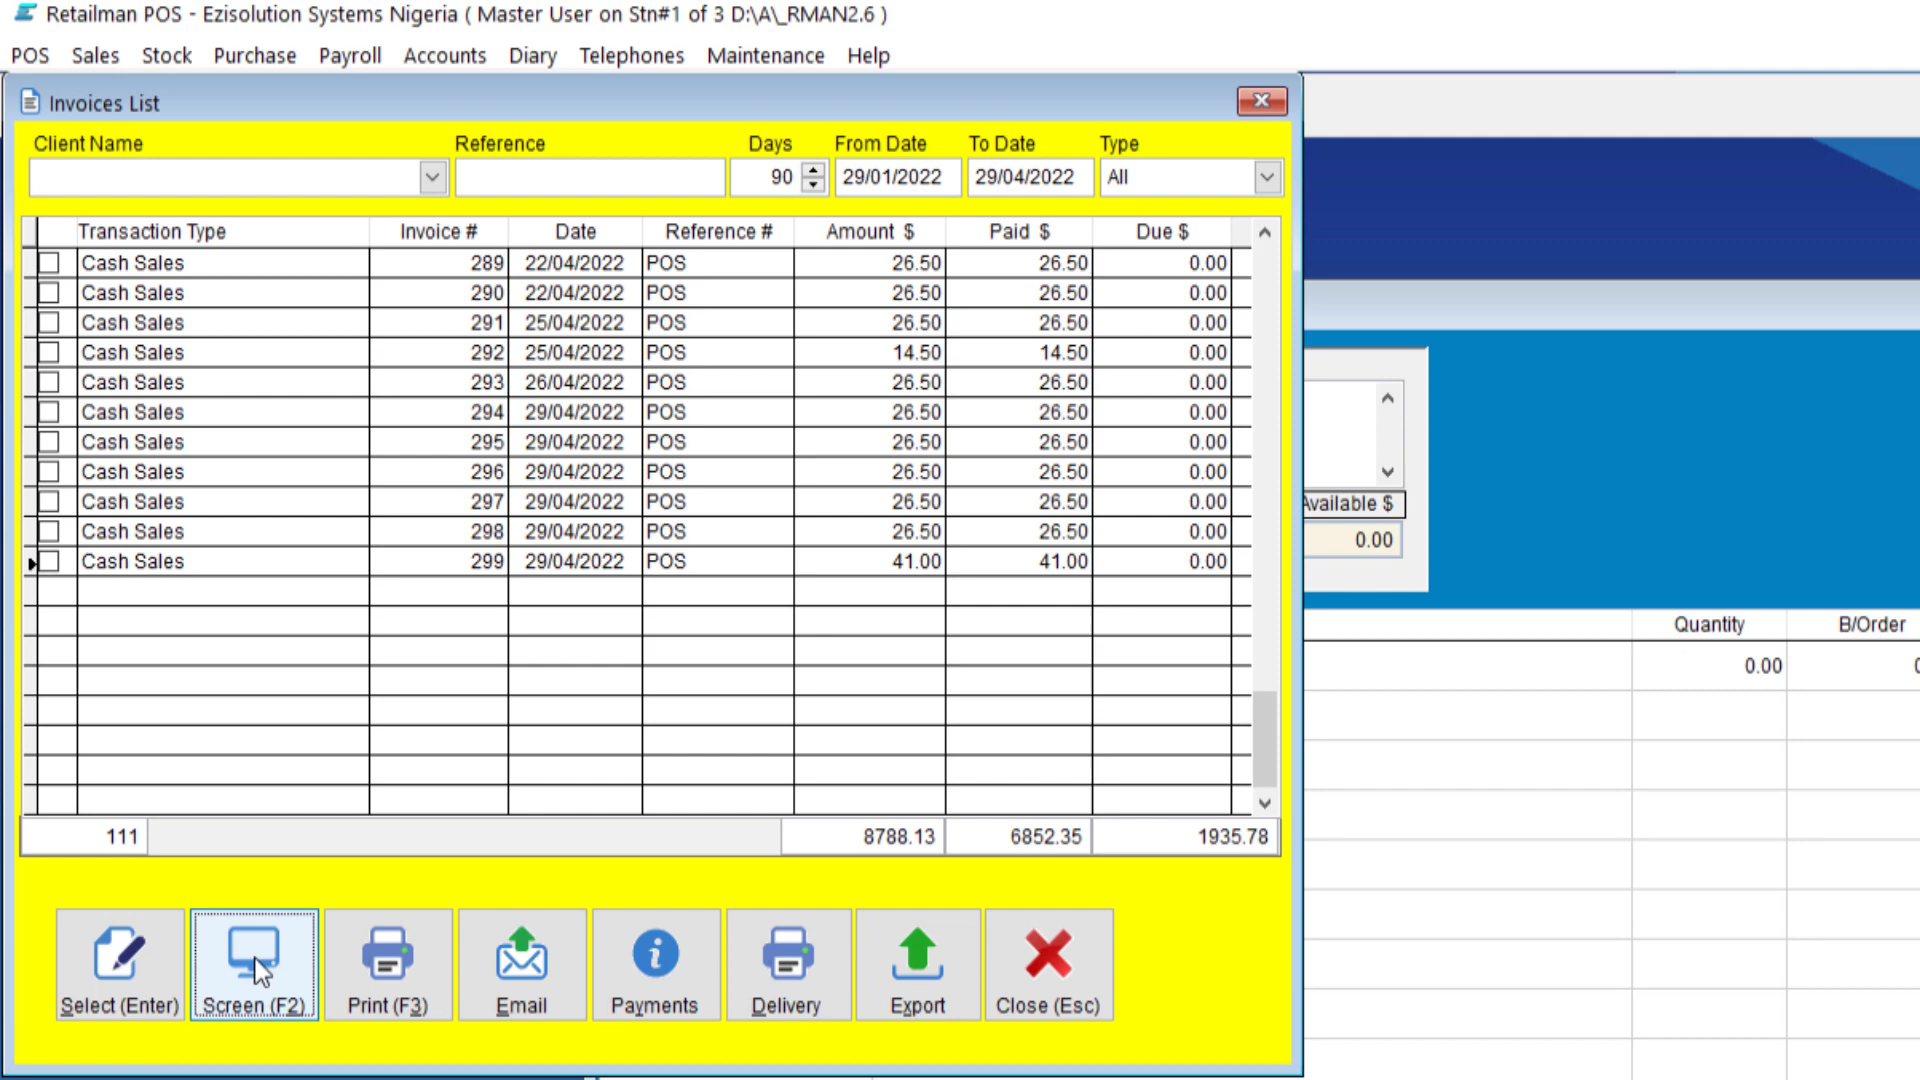 Retailman POS - Ezisolution Systems Nigeria ( Master User on Stn#1 of 3 D:\A\_RMAN2.6 )
POS Sales Stock Purchase Payroll Accounts Diary Telephones Maintenance Help
Invoices List
Client Name Reference Days From Date To Date Type
90 29/01/2022 29/04/2022 All
Transaction Type Invoice # Date Reference # Amount $ Paid $ Due $
Cash Sales 289 22/04/2022 POS 26.50 26.50 0.00
Cash Sales 290 22/04/2022 POS 26.50 26.50 0.00
Cash Sales 291 25/04/2022 POS 26.50 26.50 0.00
Cash Sales 292 25/04/2022 POS 14.50 14.50 0.00
Cash Sales 293 26/04/2022 POS 26.50 26.50 0.00
Cash Sales 294 29/04/2022 POS 26.50 26.50 0.00
Cash Sales 295 29/04/2022 POS 26.50 26.50 0.00
Cash Sales 296 29/04/2022 POS 26.50 26.50 0.00
Cash Sales 297 29/04/2022 POS 26.50 26.50 0.00
Cash Sales 298 29/04/2022 POS 26.50 26.50 0.00
Cash Sales 299 29/04/2022 POS 41.00 41.00 0.00
111 8788.13 6852.35 1935.78
Select (Enter) Screen (F2) Print (F3) Email Payments Delivery Export Close (Esc)
Available $
0.00
Quantity B/Order
0.00